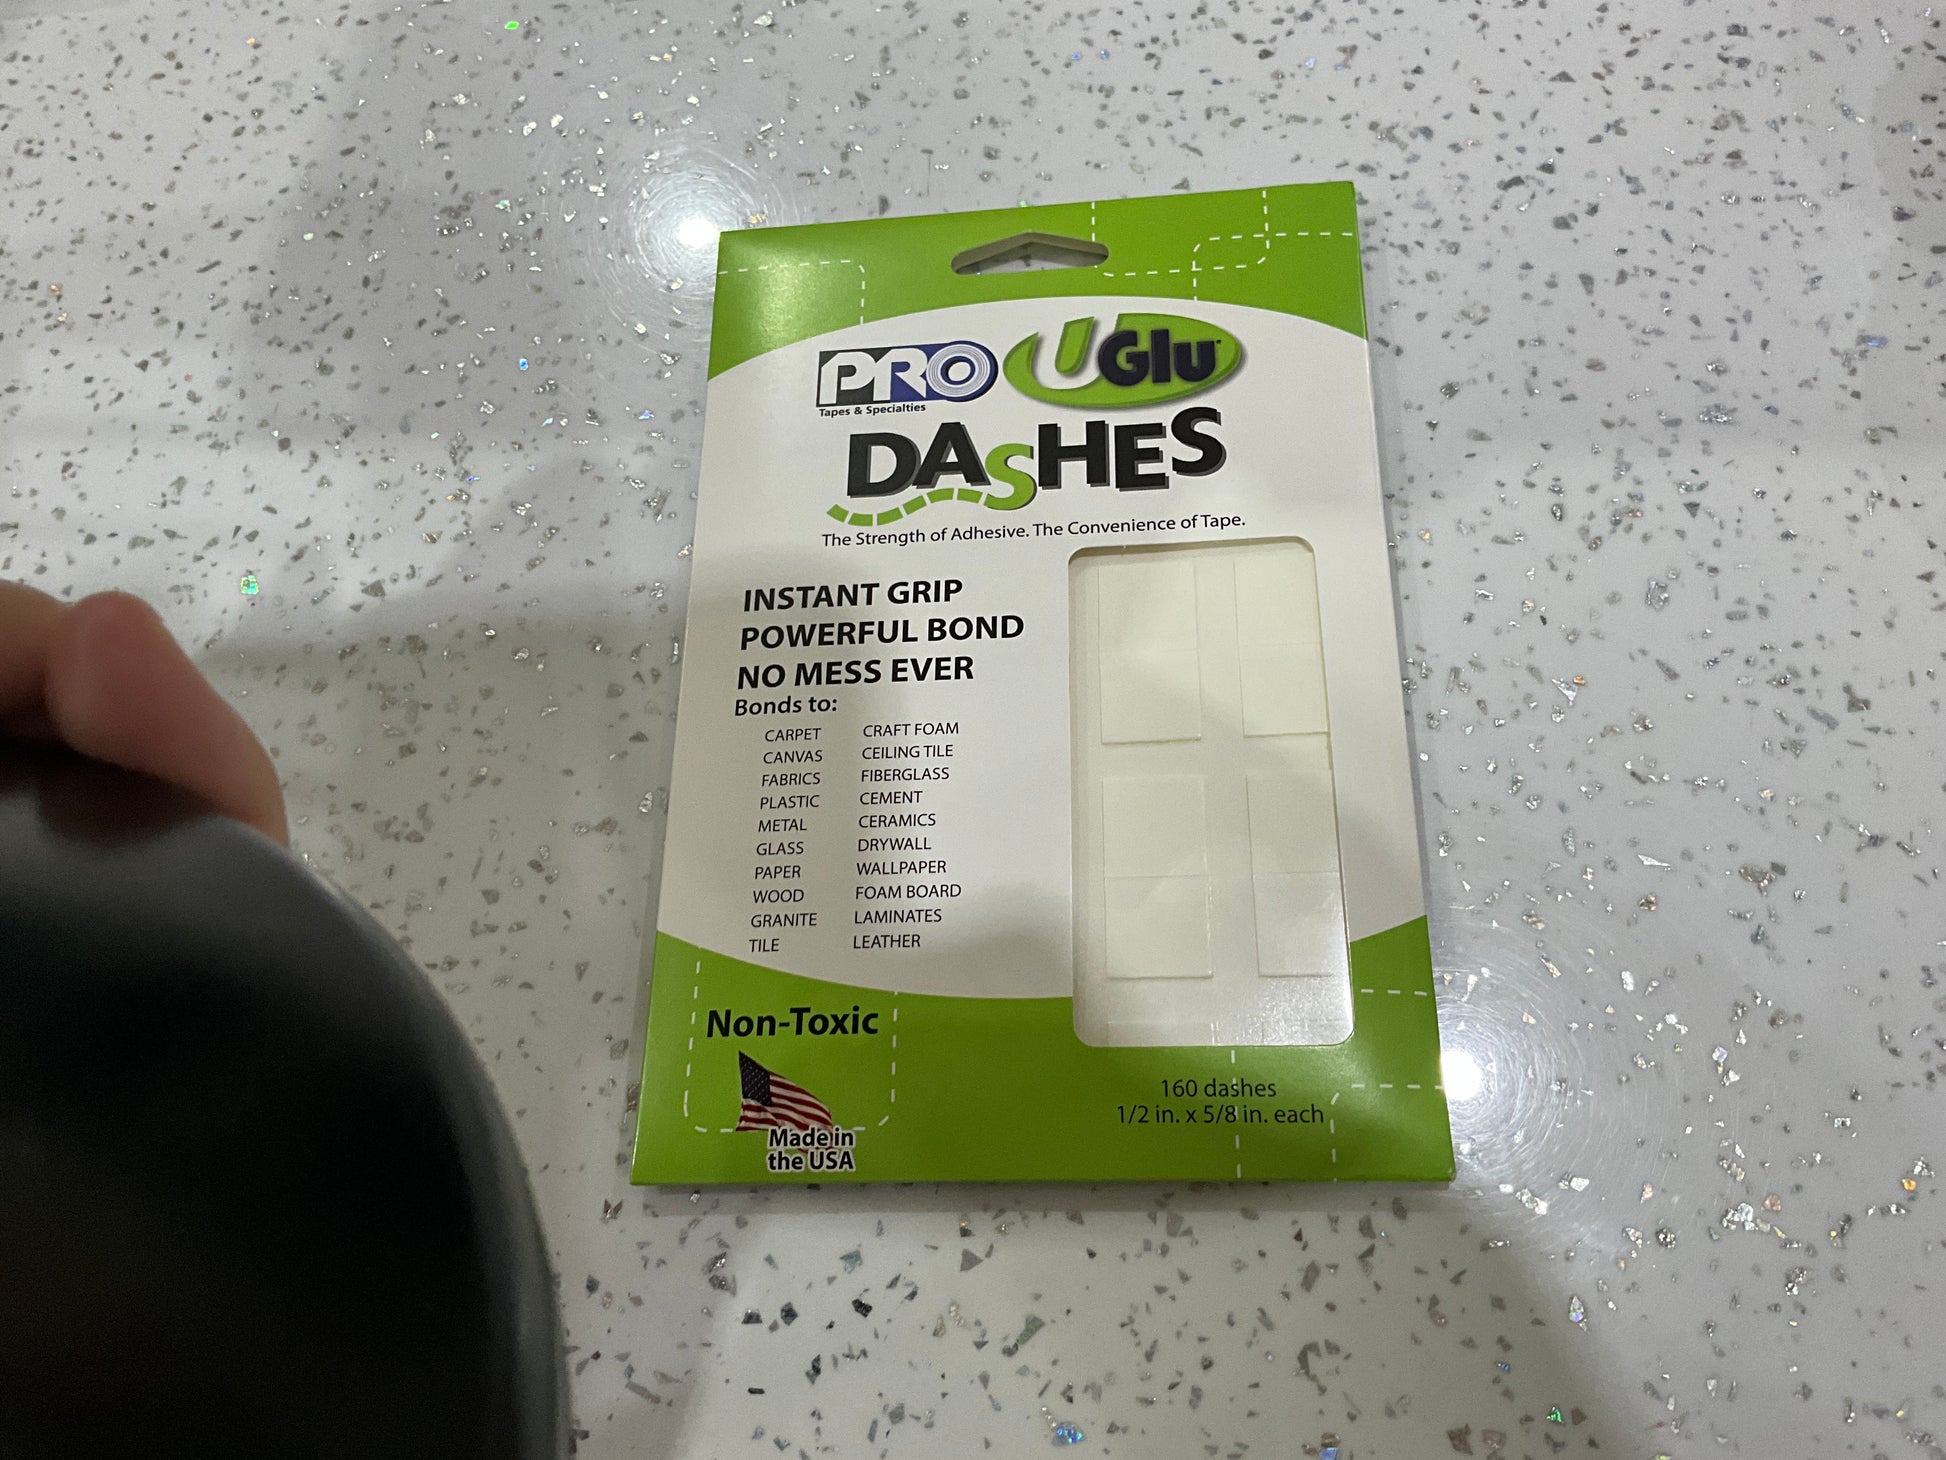 PRO UGlu
Tapes & Specialties
DASHES
The Strength of Adhesive. The Convenience of Tape.
INSTANT GRIP
POWERFUL BOND
NO MESS EVER
Bonds to:
CARPET
CANVAS
FABRICS
PLASTIC
METAL
GLASS
PAPER
WOOD
GRANITE
TILE
CRAFT FOAM
CEILING TILE
FIBERGLASS
CEMENT
CERAMICS
DRYWALL
WALLPAPER
FOAM BOARD
LAMINATES
LEATHER
Non-Toxic
Made in
the USA
160 dashes
1/2 in. x 5/8 in. each